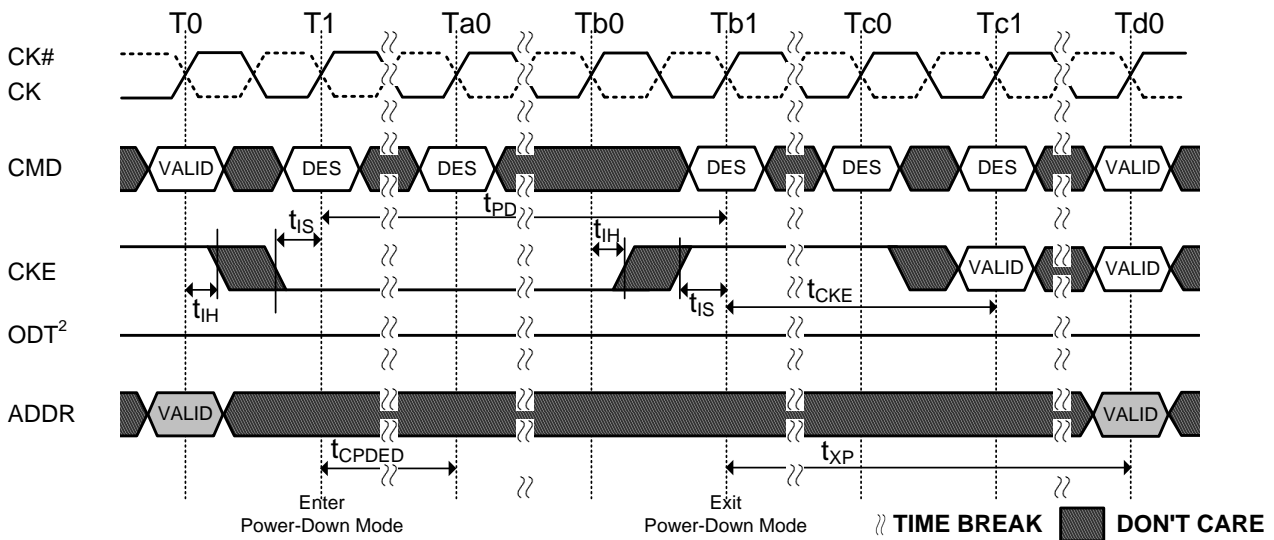 T0 T1 Ta0 Tb0 Tb1 Tc0 Tc1 Td0
CK#
CK
CMD VALID DES DES DES DES DES VALID
tPD
tIS tIH
CKE VALID VALID
tIH tIS tCKE
ODT2
ADDR VALID VALID
tCPDED tXP
Enter
Power-Down Mode
Exit
Power-Down Mode
TIME BREAK DON'T CARE